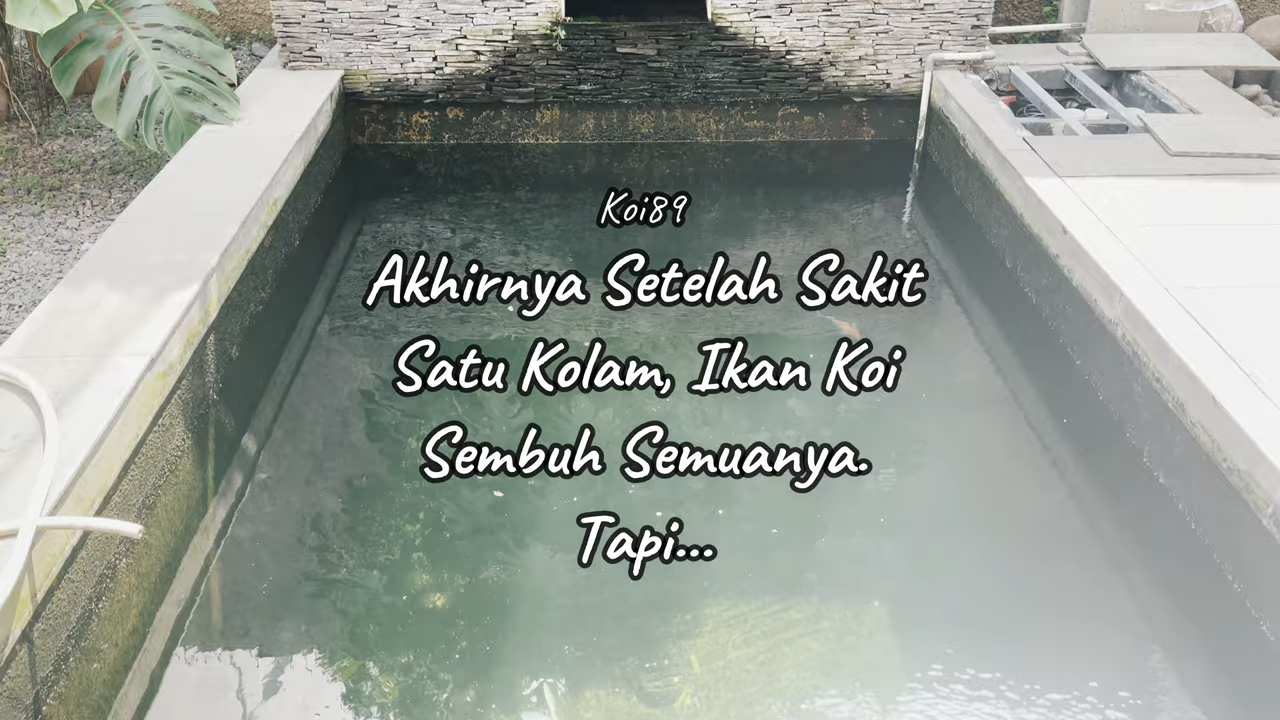 Koi89
Akhirnya Setelah Sakit
Satu Kolam, Ikan Koi
Sembuh Semuanya.
Tapi...